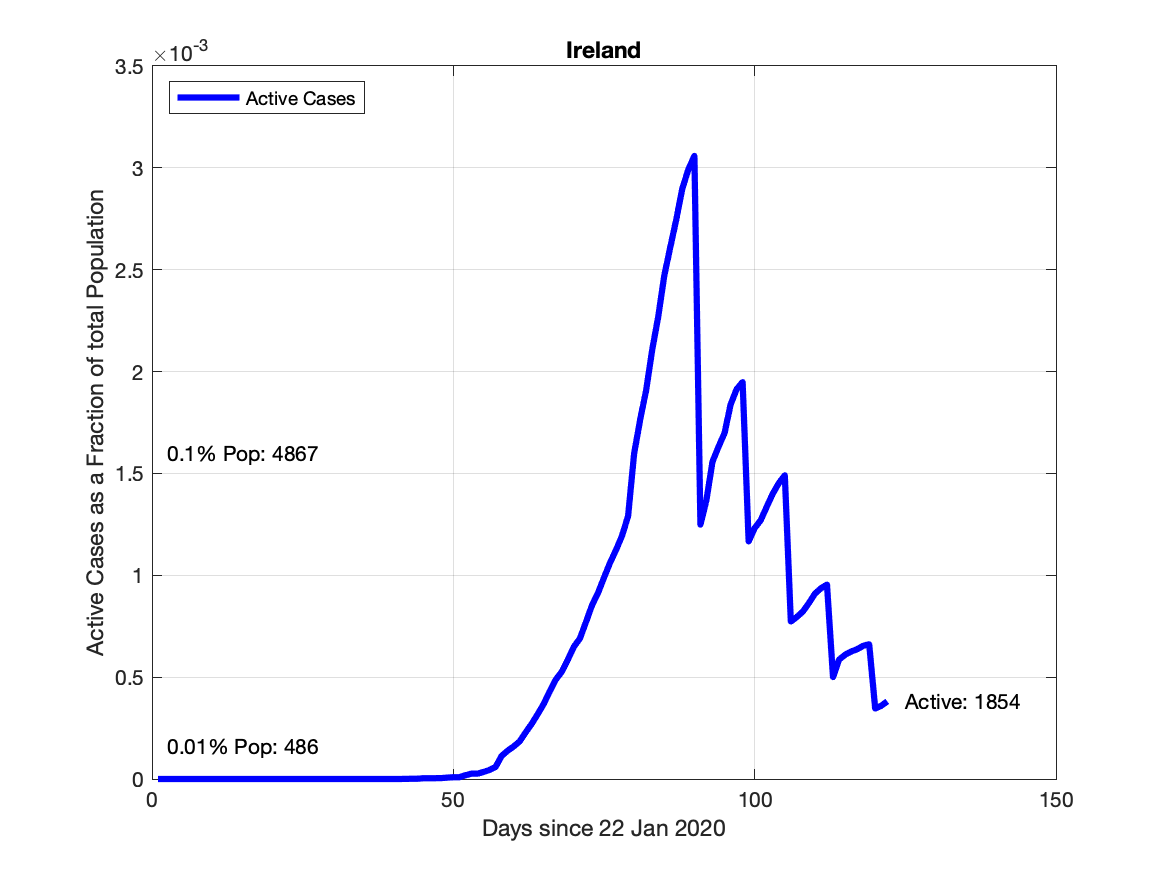 Ireland
×10-3
Active Cases
3.5
3
2.5
2
1.5
1
0.5
0
Active Cases as a Fraction of total Population
0.1% Pop: 4867
0.01% Pop: 486
Active: 1854
0
50
100
150
Days since 22 Jan 2020